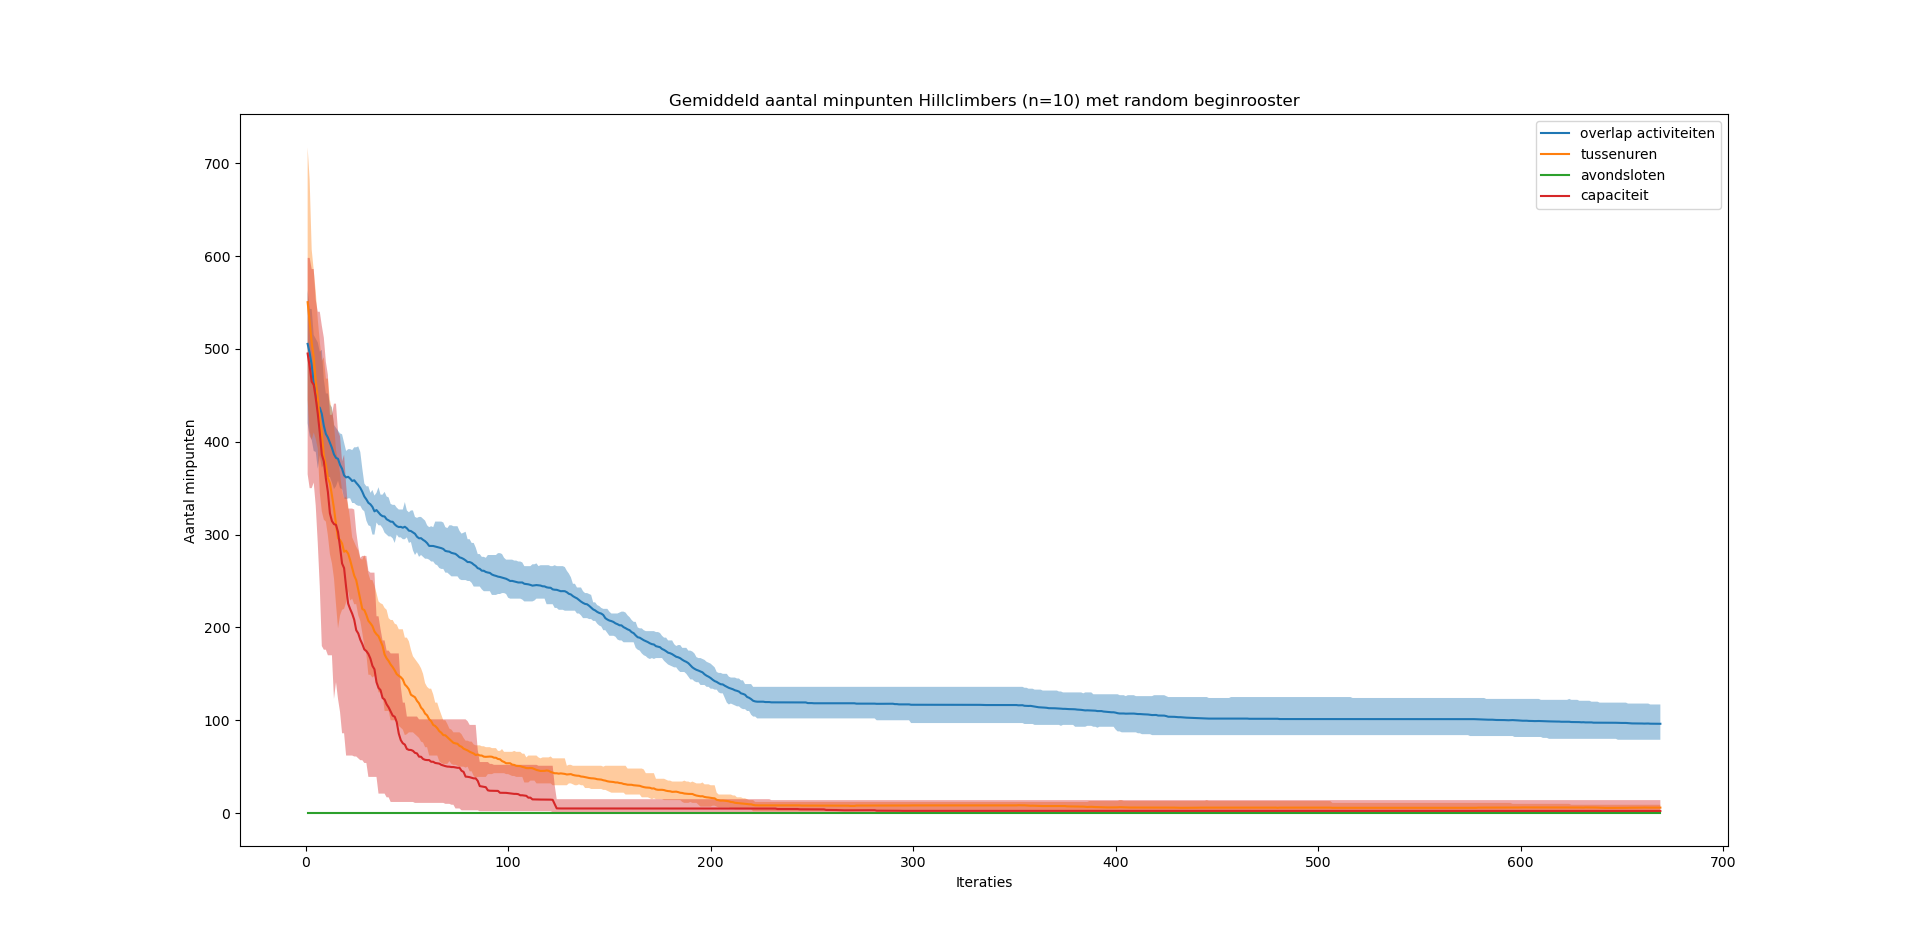 Gemiddeld aantal minpunten Hillclimbers (n=10) met random beginrooster
overlap activiteiten
tussenuren
avondsloten
capaciteit
Aantal minpunten
700
600
500
400
300
200
100
0
0 100 200 300 400 500 600 700
Iteraties